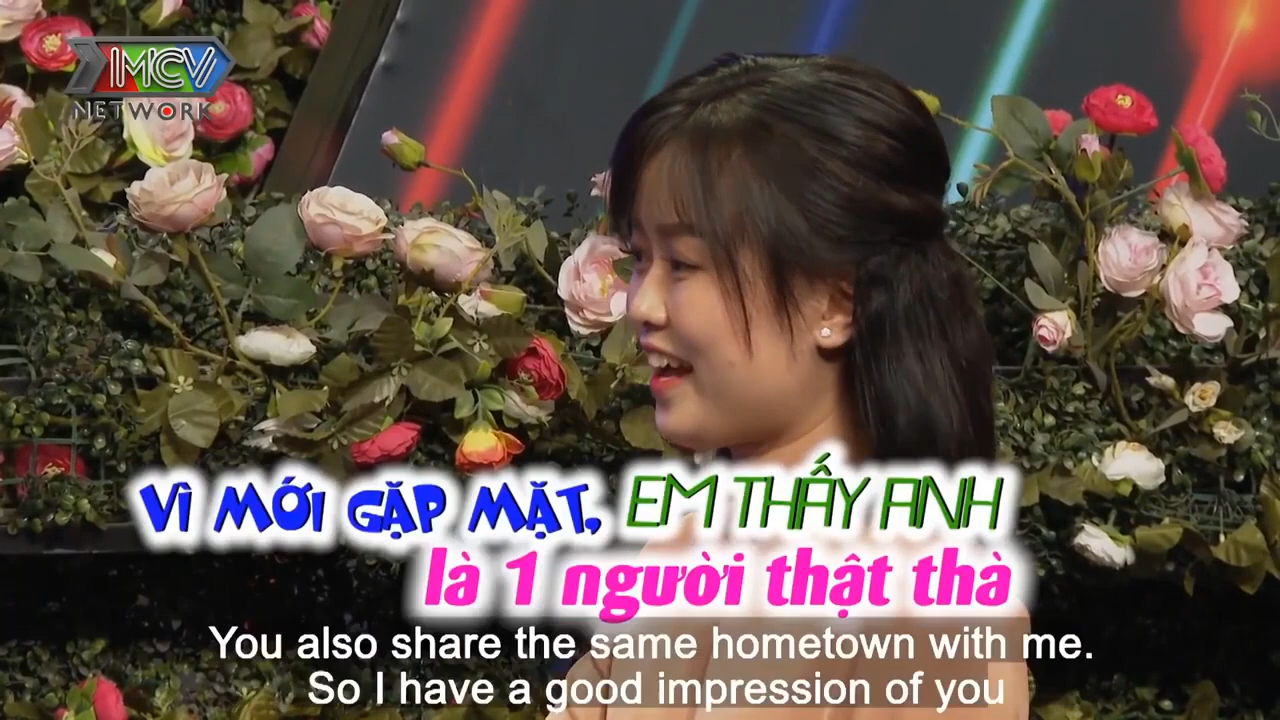 MCV
NETWORK
VÌ MỚI GẶP MẶT, EM THẤY ANH
là 1 người thật thà
You also share the same hometown with me.
So I have a good impression of you